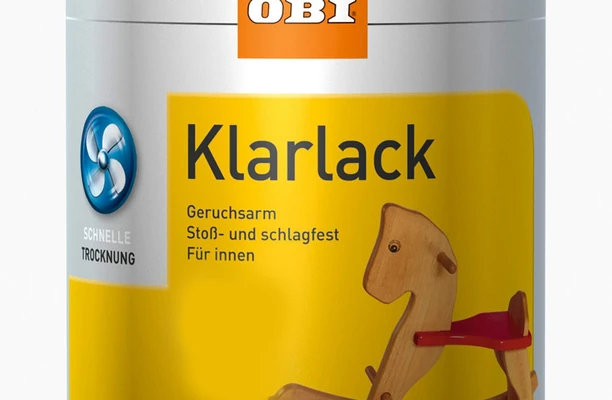 OBI
Klarlack
Geruchsarm
Stoß- und schlagfest
Für innen
SCHNELLE
TROCKNUNG